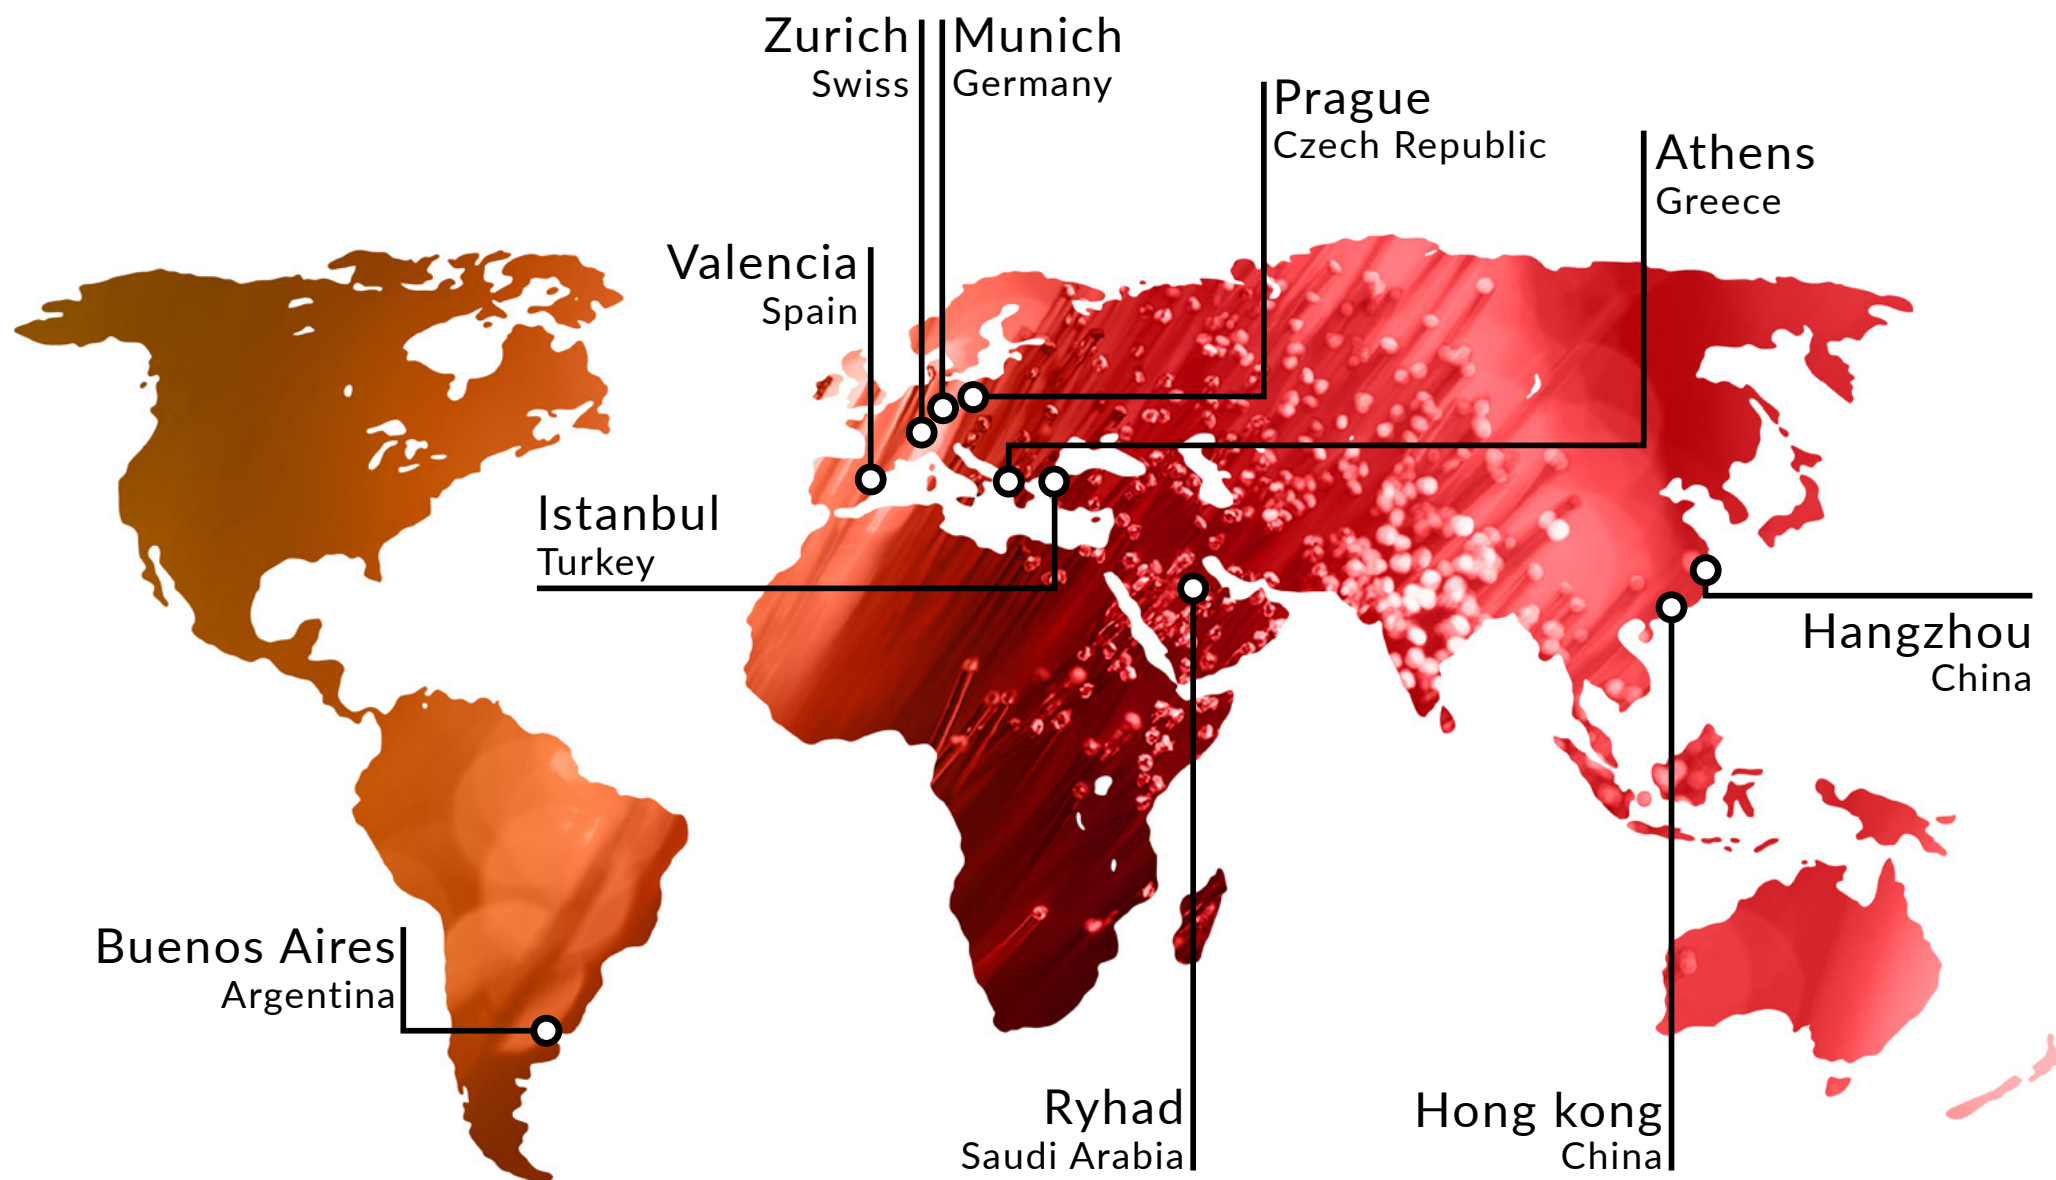 Zurich
Swiss
Munich
Germany
Prague
Czech Republic
Athens
Greece
Valencia
Spain
Istanbul
Turkey
Hangzhou
China
Buenos Aires
Argentina
Ryhad
Saudi Arabia
Hong kong
China